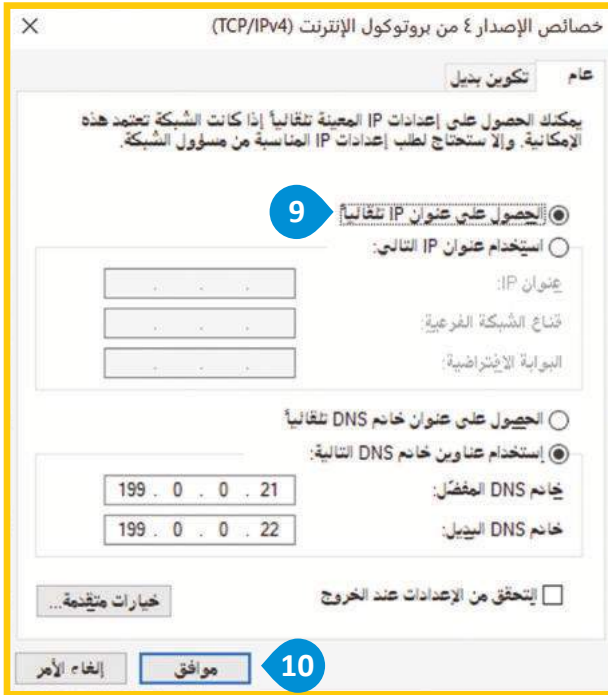 خصائص الإصدار ٤ من بروتوكول الإنترنت (TCP/IPv4)
عام
تكوين بديل
يمكنك الحصول على إعدادات IP المعينة تلقائياً إذا كانت الشبكة تعتمد هذه
الإمكانية. وإلا ستحتاج لطلب إعدادات IP المناسبة من مسؤول الشبكة.
الحصول على عنوان IP تلقائياً
9
استخدام عنوان IP التالي:
عنوان IP:
قناع الشبكة الفرعية:
البوابة الافتراضية:
الحصول على عنوان خادم DNS تلقائياً
إستخدام عناوين خادم DNS التالية:
خادم DNS المفضّل:
199 . 0 . 0 . 21
خادم DNS البديل:
199 . 0 . 0 . 22
التحقق من الإعدادات عند الخروج
خيارات متقدمة...
10
موافق
إلغاء الأمر